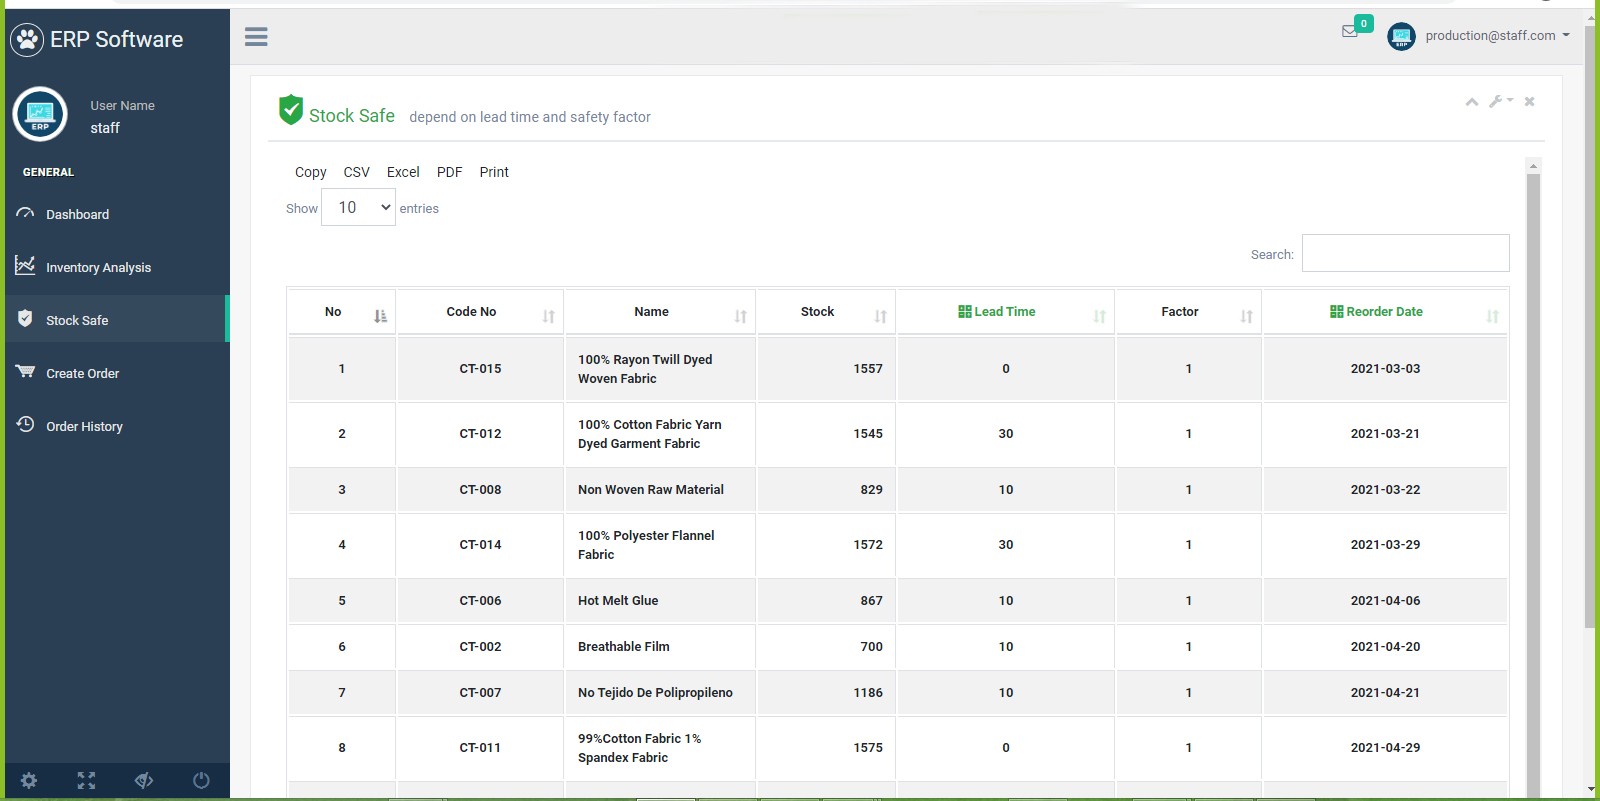 ERP Software
0
production@staff.com
ERP
User Name
staff
GENERAL
Dashboard
Inventory Analysis
Stock Safe
Create Order
Order History
Stock Safe depend on lead time and safety factor
Copy CSV Excel PDF Print
Show 10 entries
Search:
No Code No Name Stock Lead Time Factor Reorder Date
1 CT-015 100% Rayon Twill Dyed 1557 0 1 2021-03-03
Woven Fabric
2 CT-012 100% Cotton Fabric Yarn 1545 30 1 2021-03-21
Dyed Garment Fabric
3 CT-008 Non Woven Raw Material 829 10 1 2021-03-22
4 CT-014 100% Polyester Flannel 1572 30 1 2021-03-29
Fabric
5 CT-006 Hot Melt Glue 867 10 1 2021-04-06
6 CT-002 Breathable Film 700 10 1 2021-04-20
7 CT-007 No Tejido De Polipropileno 1186 10 1 2021-04-21
8 CT-011 99%Cotton Fabric 1% 1575 0 1 2021-04-29
Spandex Fabric